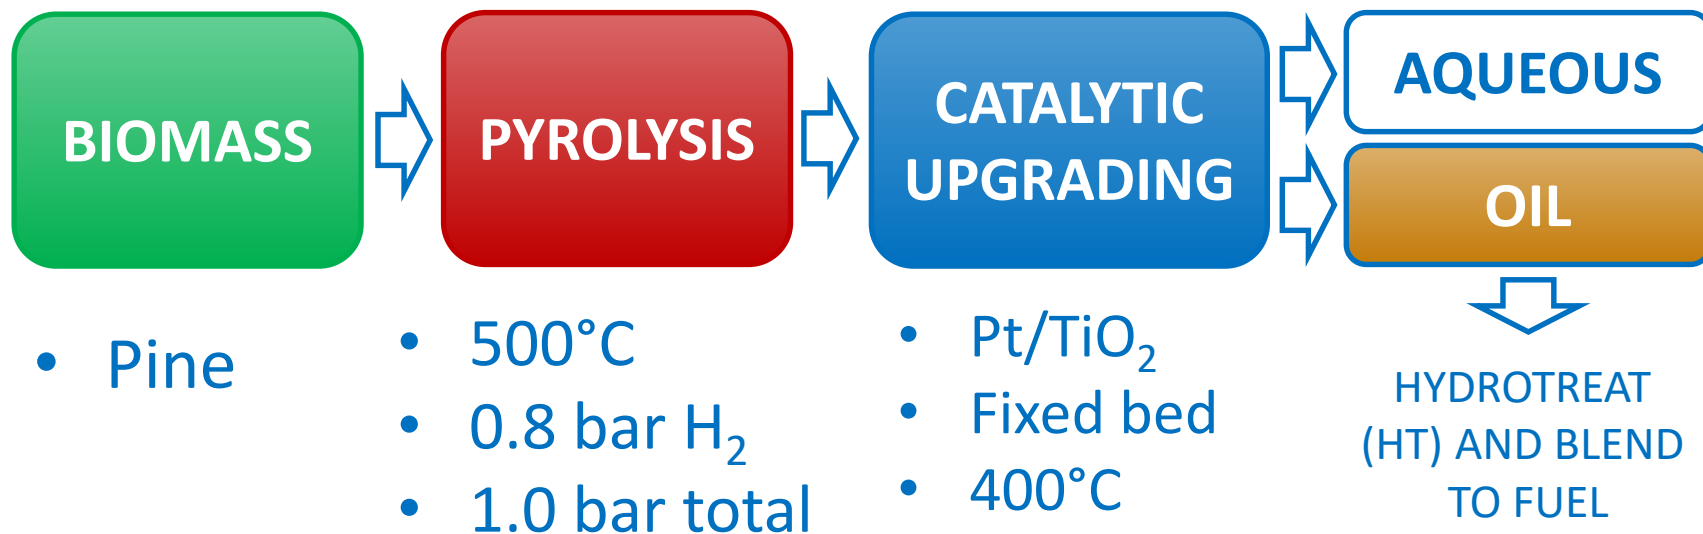 BIOMASS
PYROLYSIS
CATALYTIC
UPGRADING
AQUEOUS
OIL
• Pine
• 500°C
• 0.8 bar H₂
• 1.0 bar total
• Pt/TiO₂
• Fixed bed
• 400°C
HYDROTREAT
(HT) AND BLEND
TO FUEL